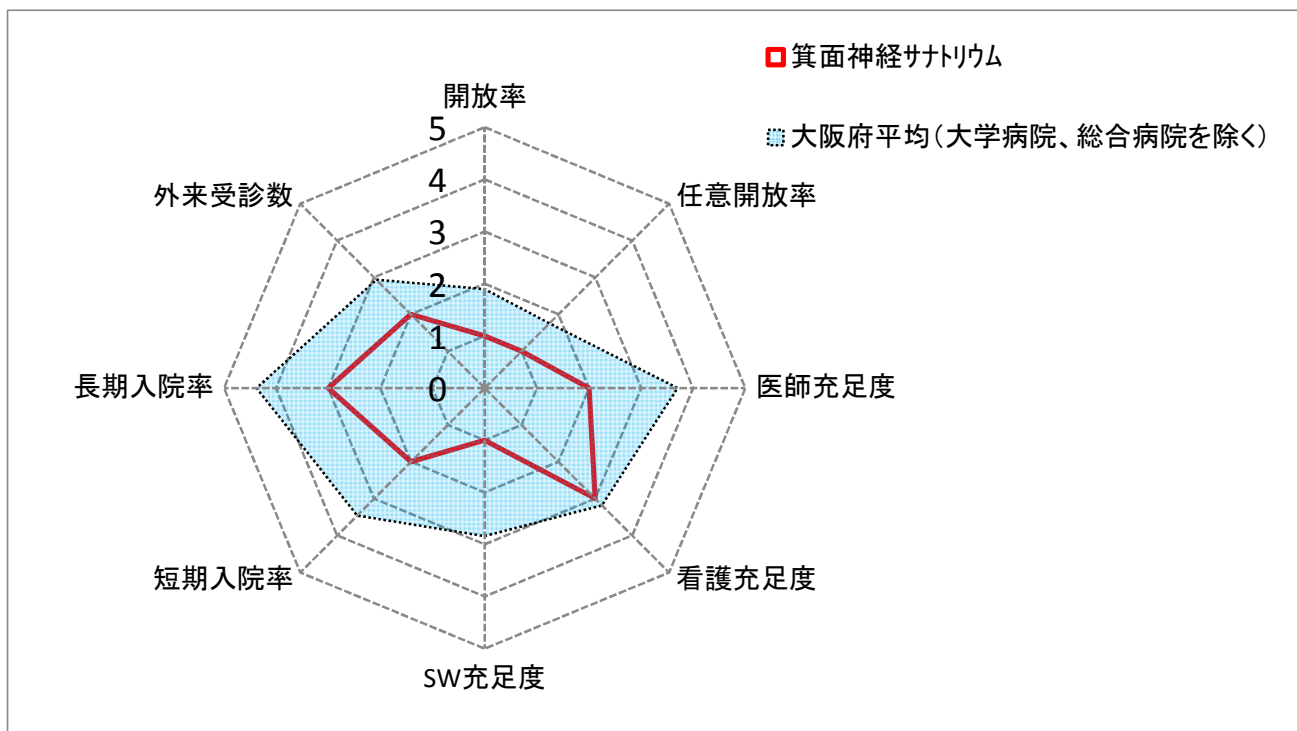 箕面神経サナトリウム
大阪府平均(大学病院、総合病院を除く)
開放率
任意開放率
医師充足度
看護充足度
SW充足度
短期入院率
長期入院率
外来受診数
5
4
3
2
1
0